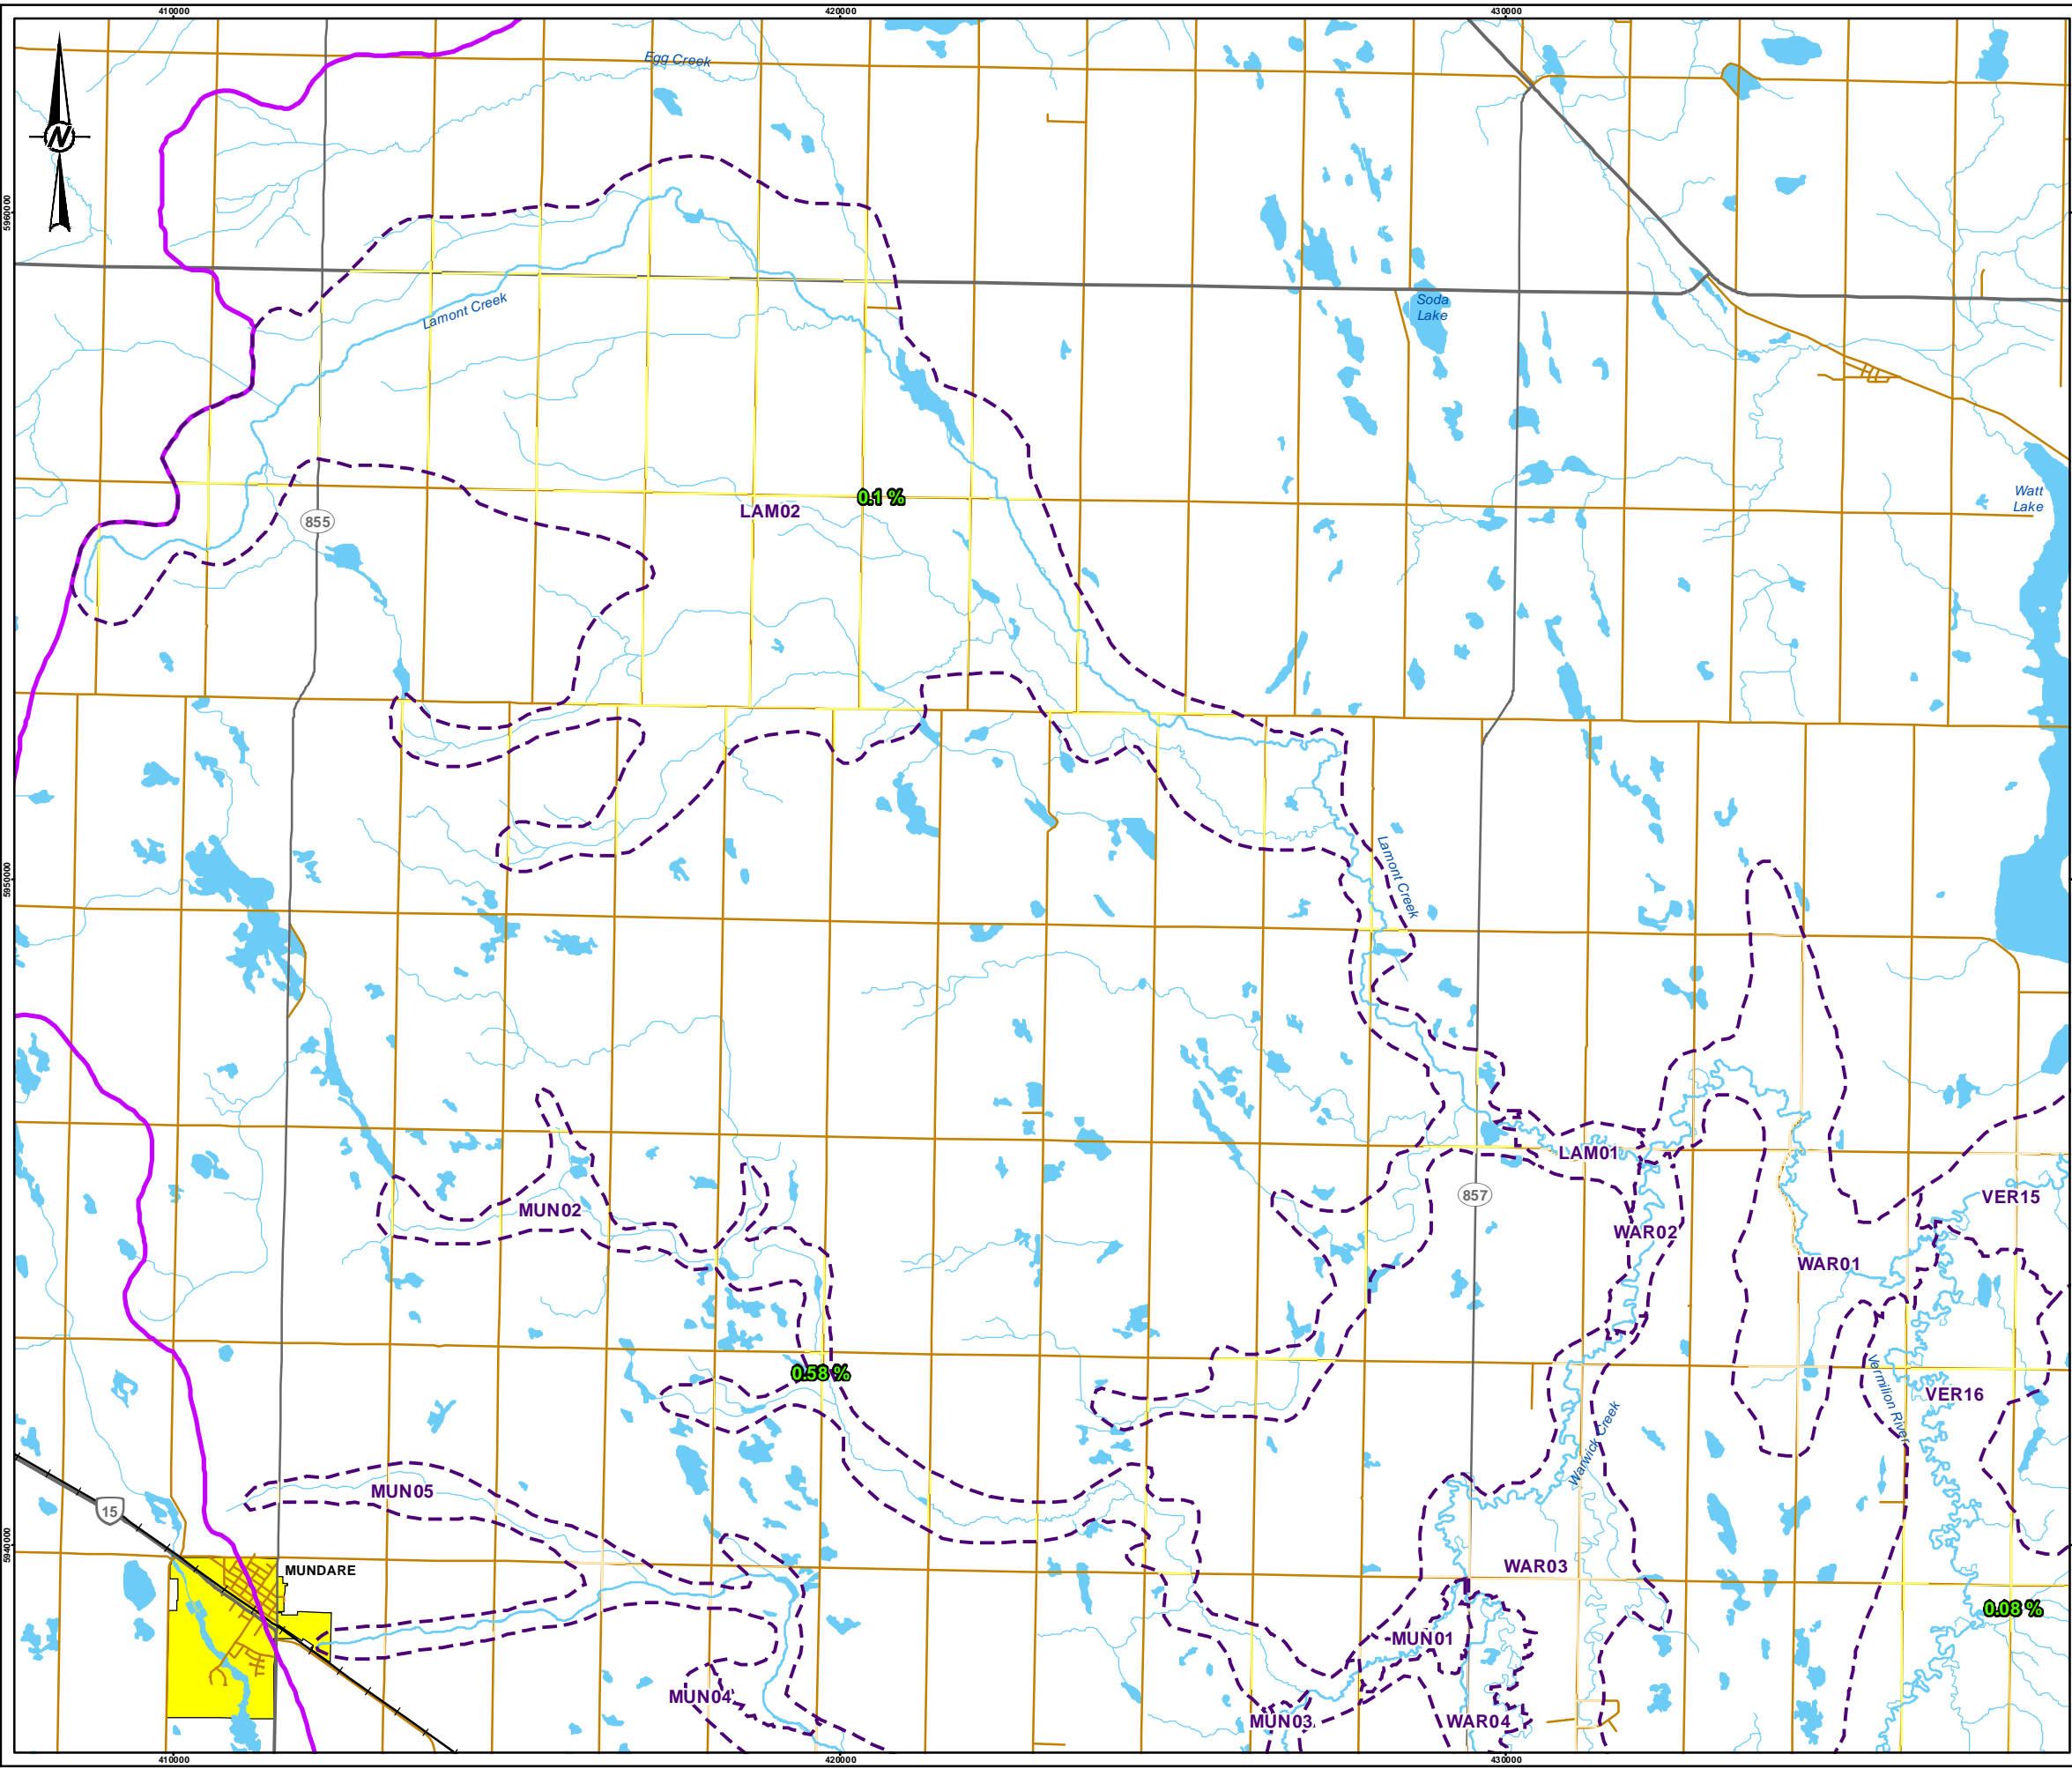 410000
420000
430000
Egg Creek
N
5960000
Lamont Creek
Soda
Lake
Watt
Lake
0.1 %
LAM02
855
Lamont Creek
5950000
LAM01
857
VER15
MUN02
WAR02
WAR01
0.58 %
Vermilion River
VER16
Warwick Creek
MUN05
15
5940000
MUNDARE
WAR03
0.08 %
MUN01
MUN04
MUN03
WAR04
410000
420000
430000